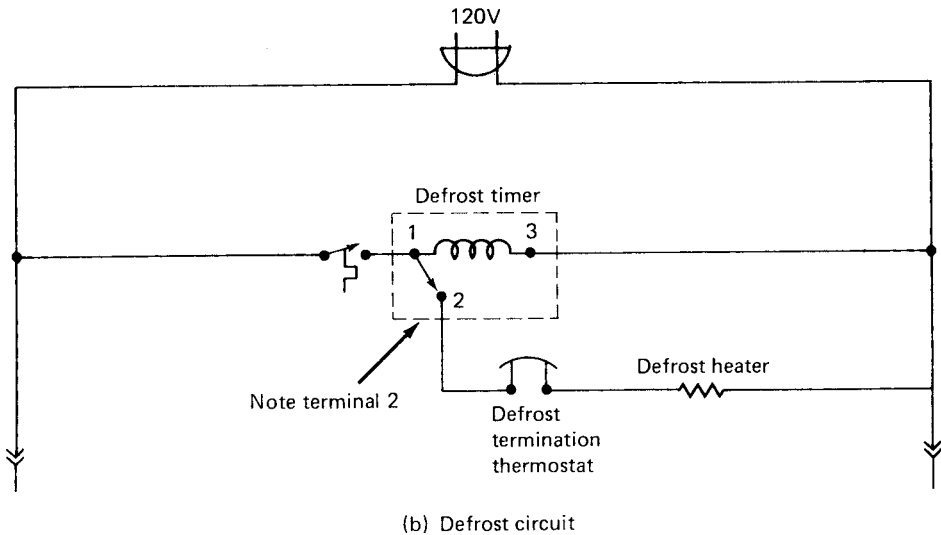 120V
Defrost timer
1
3
2
Note terminal 2
Defrost heater
Defrost
termination
thermostat
(b) Defrost circuit